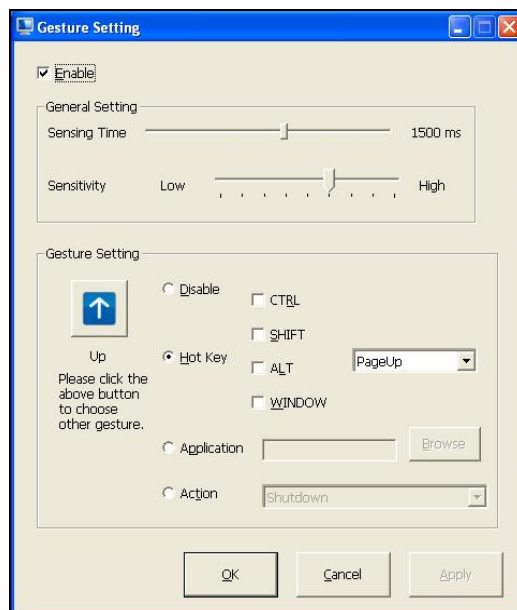 Gesture Setting
Enable
General Setting
Sensing Time 1500 ms
Sensitivity Low High
Gesture Setting
Disable
CTRL
SHIFT
Up
Hot Key
ALT
PageUp
Please click the
above button
to choose
other gesture.
WINDOW
Application
Browse
Action
Shutdown
OK Cancel Apply